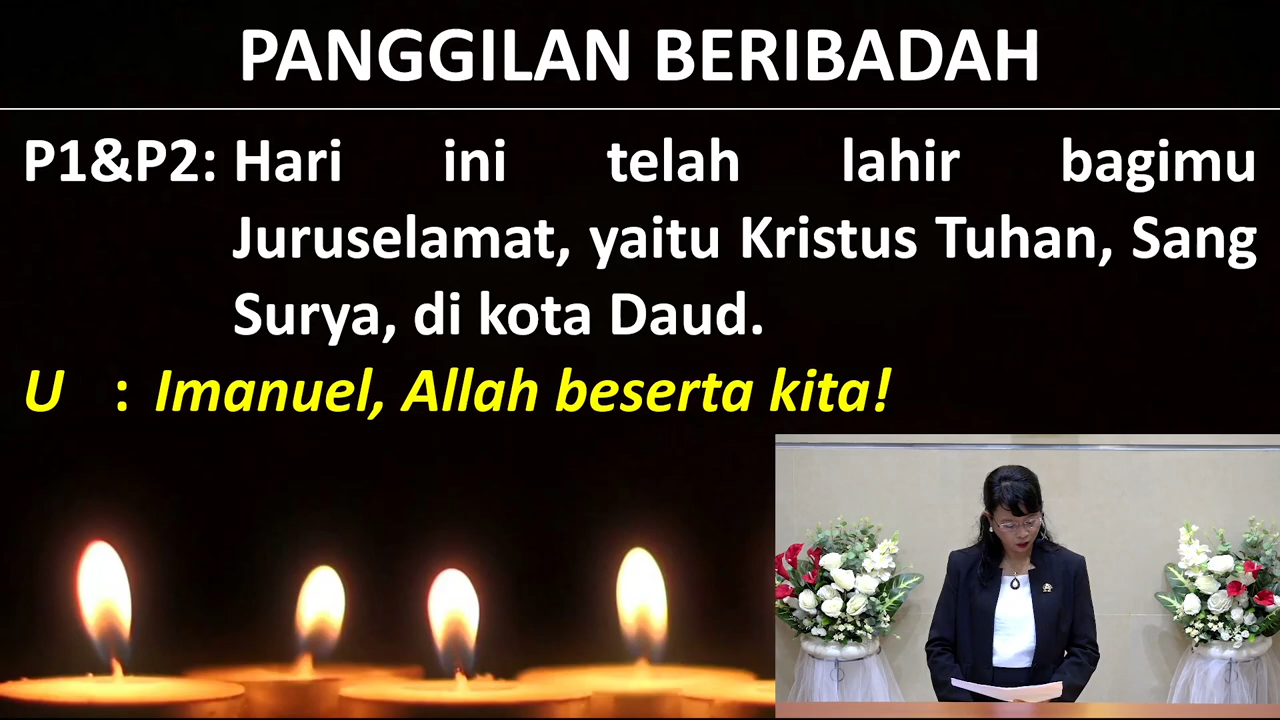 PANGGILAN BERIBADAH
P1&P2: Hari ini telah lahir bagimu
Juruselamat, yaitu Kristus Tuhan, Sang
Surya, di kota Daud.
U : Imanuel, Allah beserta kita!